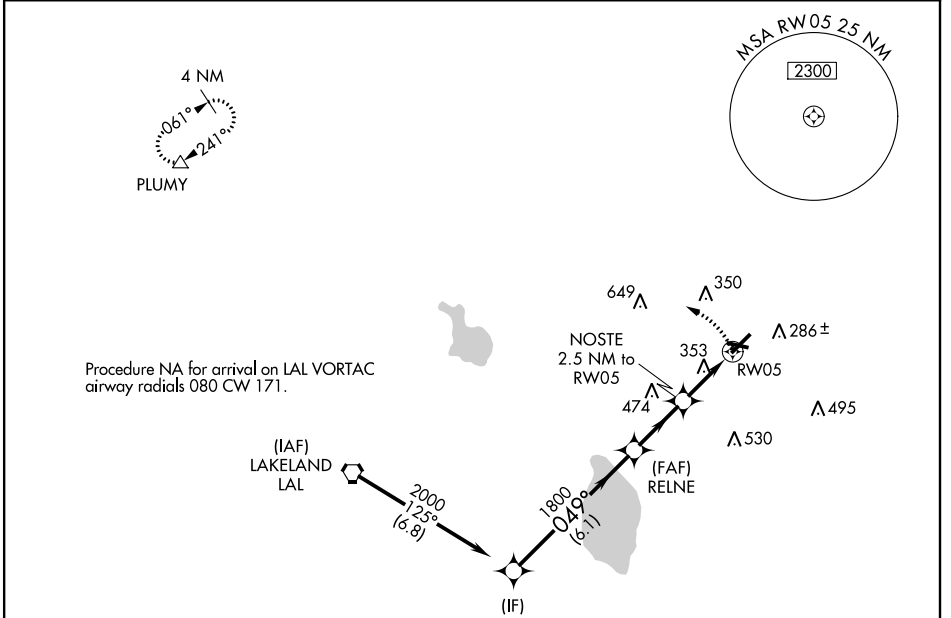 MSA RW05 25 NM
2300
4 NM
061°
241°
PLUMY
649
350
NOSTE
2.5 NM to
RW05
353
286 ±
RW05
474
495
530
Procedure NA for arrival on LAL VORTAC
airway radials 080 CW 171.
(IAF)
LAKELAND
LAL
2000
125°
(6.8)
(FAF)
RELNE
1800
049°
(6.1)
(IF)